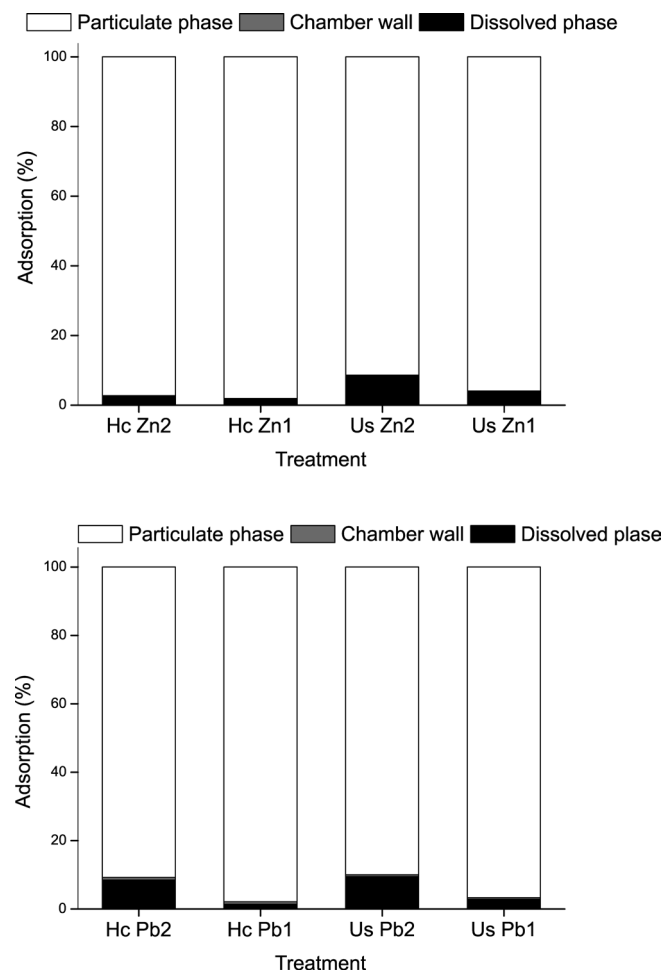 Particulate phase Chamber wall Dissolved phase
100
80
60
40
20
0
Adsorption (%)
Hc Zn2 Hc Zn1 Us Zn2 Us Zn1
Treatment
Particulate phase Chamber wall Dissolved plase
100
80
60
40
20
0
Adsorption (%)
Hc Pb2 Hc Pb1 Us Pb2 Us Pb1
Treatment